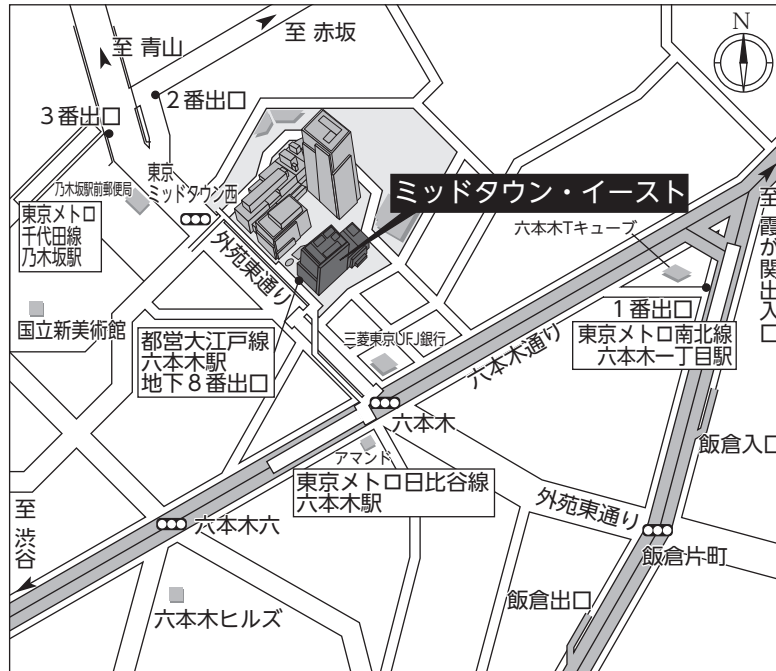 至 赤坂
N
至 青山
2番出口
3番出口
東京
ミッドタウン西
乃木坂駅前郵便局
ミッドタウン・イースト
東京メトロ
千代田線
乃木坂駅
六本木Tキューブ
至 霞が関出入口
外苑東通り
1番出口
国立新美術館
都営大江戸線
六本木駅
地下8番出口
三菱東京UFJ銀行
六本木通り
東京メトロ南北線
六本木一丁目駅
六本木
飯倉入口
アマンド
東京メトロ日比谷線
六本木駅
外苑東通り
至 渋谷
六本木六
飯倉片町
飯倉出口
六本木ヒルズ